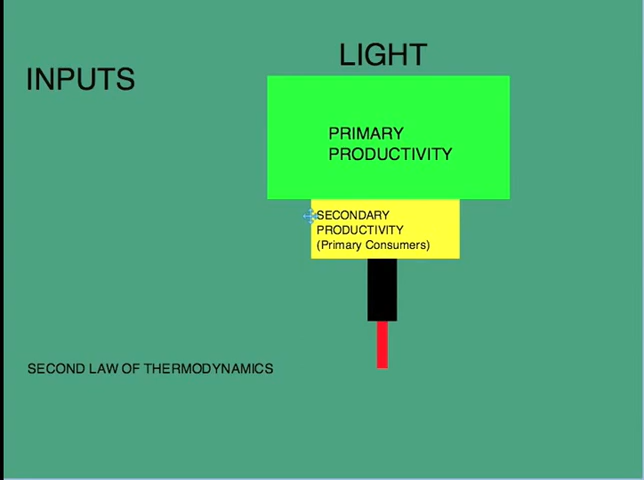 LIGHT
INPUTS
PRIMARY
PRODUCTIVITY
SECONDARY
PRODUCTIVITY
(Primary Consumers)
SECOND LAW OF THERMODYNAMICS